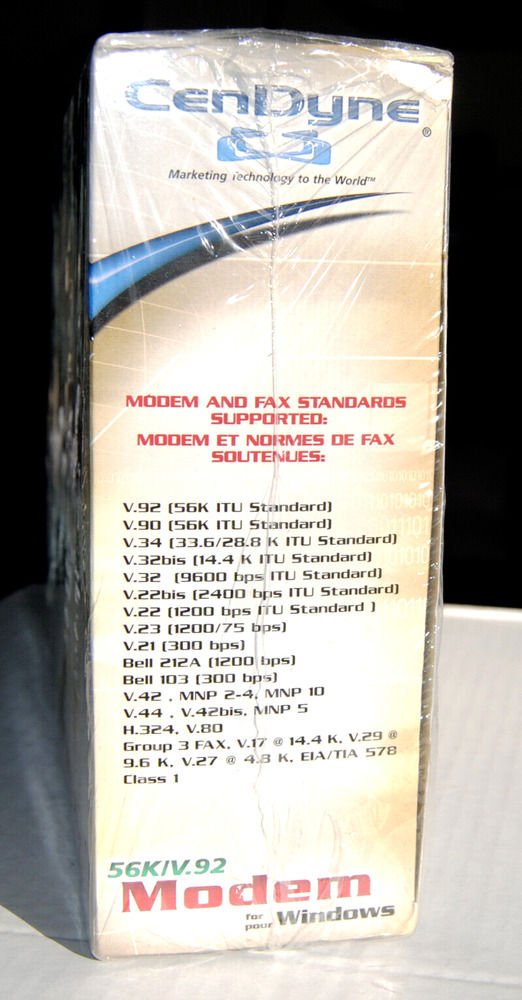 CenDyne
®
Marketing Technology to the World™
MODEM AND FAX STANDARDS
SUPPORTED:
MODEM ET NORMES DE FAX
SOUTENUES:
V.92 (56K ITU Standard)
V.90 (56K ITU Standard)
V.34 (33.6/28.8 K ITU Standard)
V.32bis (14.4 K ITU Standard)
V.32 (9600 bps ITU Standard)
V.22bis (2400 bps ITU Standard)
V.22 (1200 bps ITU Standard )
V.23 (1200/75 bps)
V.21 (300 bps)
Bell 212A (1200 bps)
Bell 103 (300 bps)
V.42 , MNP 2-4, MNP 10
V.44 , V.42bis, MNP 5
H.324, V.80
Group 3 FAX, V.17 @ 14.4 K, V.29 @
9.6 K, V.27 @ 4.8 K, EIA/TIA 578
Class 1
56K/V.92
Modem
for
pour Windows